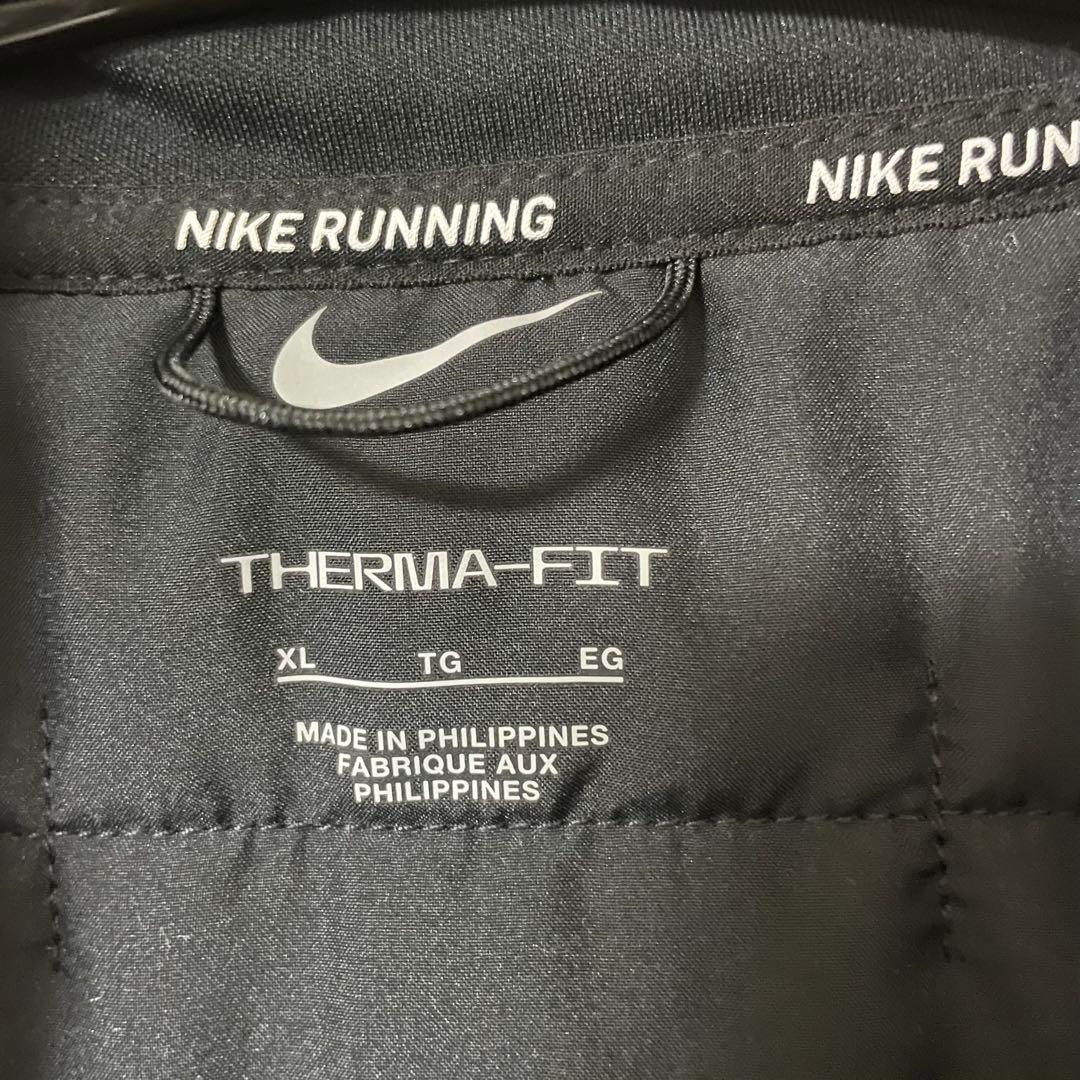 NIKE RUNNING
NIKE RUN
THERMA-FIT
XL TG EG
MADE IN PHILIPPINES
FABRIQUE AUX
PHILIPPINES